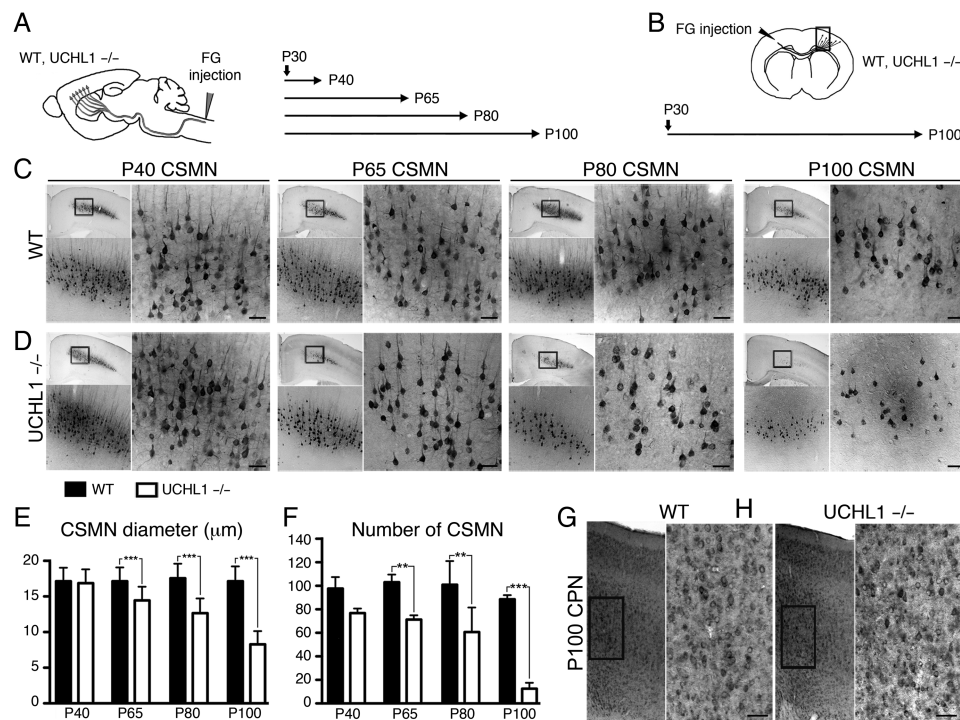 A
WT, UCHL1 –/–
FG
injection
P30
P40
P65
P80
P100
B
FG injection
WT, UCHL1 –/–
P30
P100
C
P40 CSMN
P65 CSMN
P80 CSMN
P100 CSMN
WT
D
UCHL1 –/–
WT
UCHL1 –/–
E
CSMN diameter (μm)
20
15
10
5
0
***
***
***
P40
P65
P80
P100
F
Number of CSMN
140
120
100
80
60
40
20
0
**
**
***
P40
P65
P80
P100
G
WT
H
UCHL1 –/–
P100 CPN